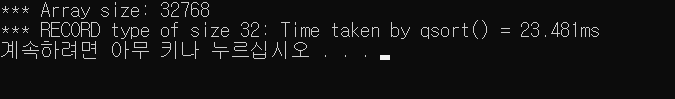 *** Array size: 32768
*** RECORD type of size 32: Time taken by qsort() = 23.481ms
계속하려면 아무 키나 누르십시오 . . .